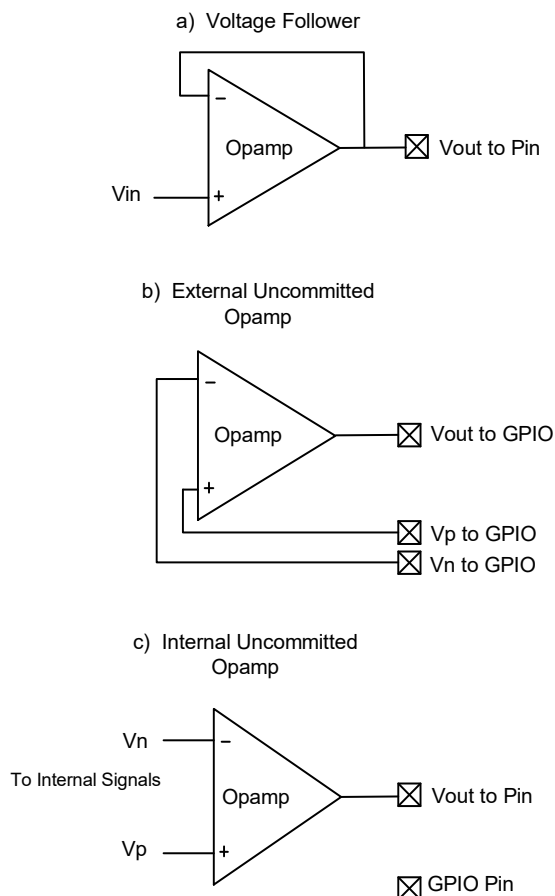 a) Voltage Follower
−
Opamp
Vout to Pin
Vin
+
b) External Uncommitted
Opamp
−
Opamp
Vout to GPIO
+
Vp to GPIO
Vn to GPIO
c) Internal Uncommitted
Opamp
Vn
−
To Internal Signals
Opamp
Vout to Pin
Vp
+
GPIO Pin